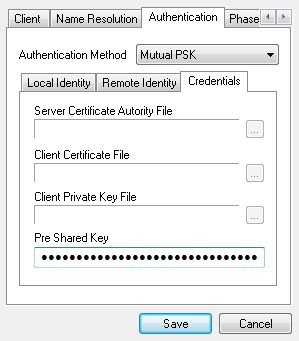 Client Name Resolution Authentication Phase
Authentication Method Mutual PSK
Local Identity Remote Identity Credentials
Server Certificate Autority File
...
Client Certificate File
...
Client Private Key File
...
Pre Shared Key
●●●●●●●●●●●●●●●●●●●●●●●●●●●●●●●●
Save Cancel